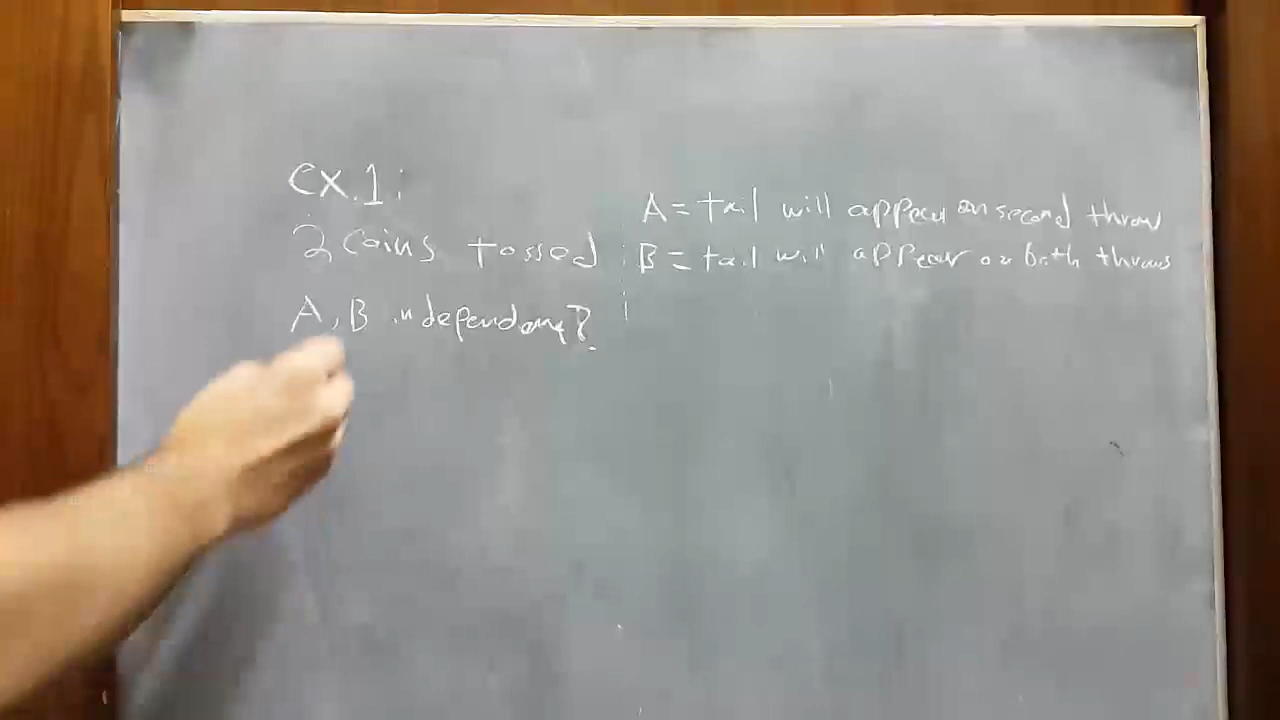 ex.1:
2 coins tossed
A, B independent?
A = tail will appear on second throw
B = tail will appear on both throws